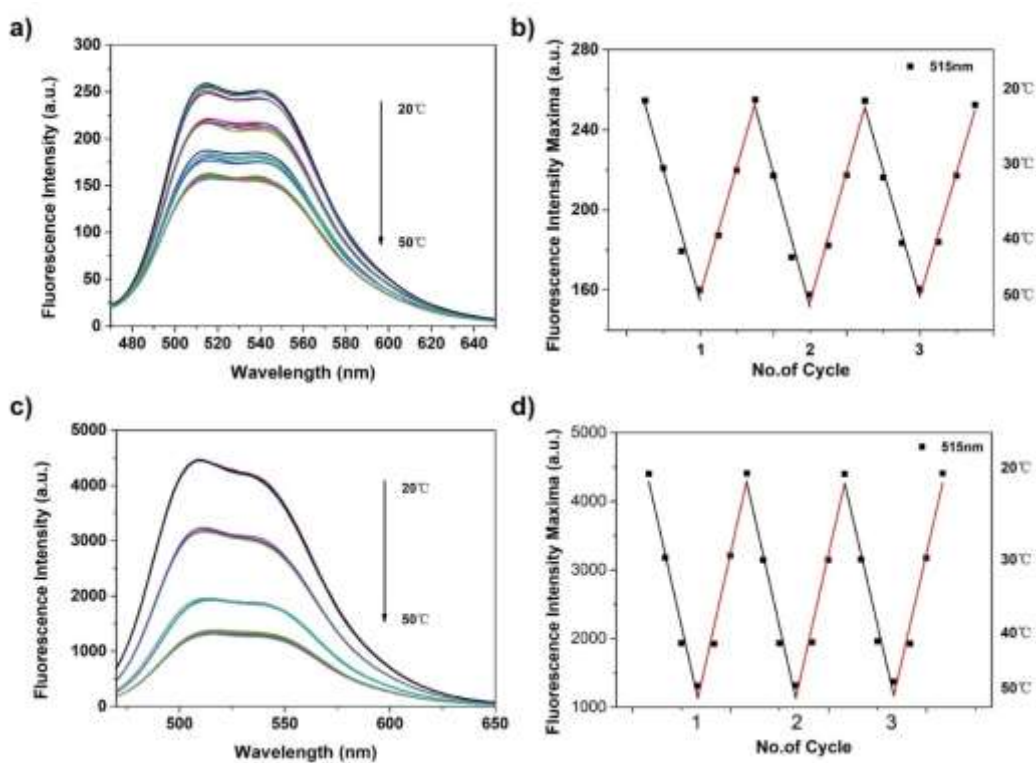 a)
300
250
200
150
100
50
0
Fluorescence Intensity (a.u.)
20℃
50℃
480 500 520 540 560 580 600 620 640
Wavelength (nm)
b)
280
240
200
160
Fluorescence Intensity Maxima (a.u.)
515nm
20℃
30℃
40℃
50℃
1 2 3
No.of Cycle
c)
5000
4000
3000
2000
1000
0
Fluorescence Intensity (a.u.)
20℃
50℃
500 550 600 650
Wavelength (nm)
d)
5000
4000
3000
2000
1000
Fluorescence Intensity Maxima (a.u.)
515nm
20℃
30℃
40℃
50℃
1 2 3
No.of Cycle